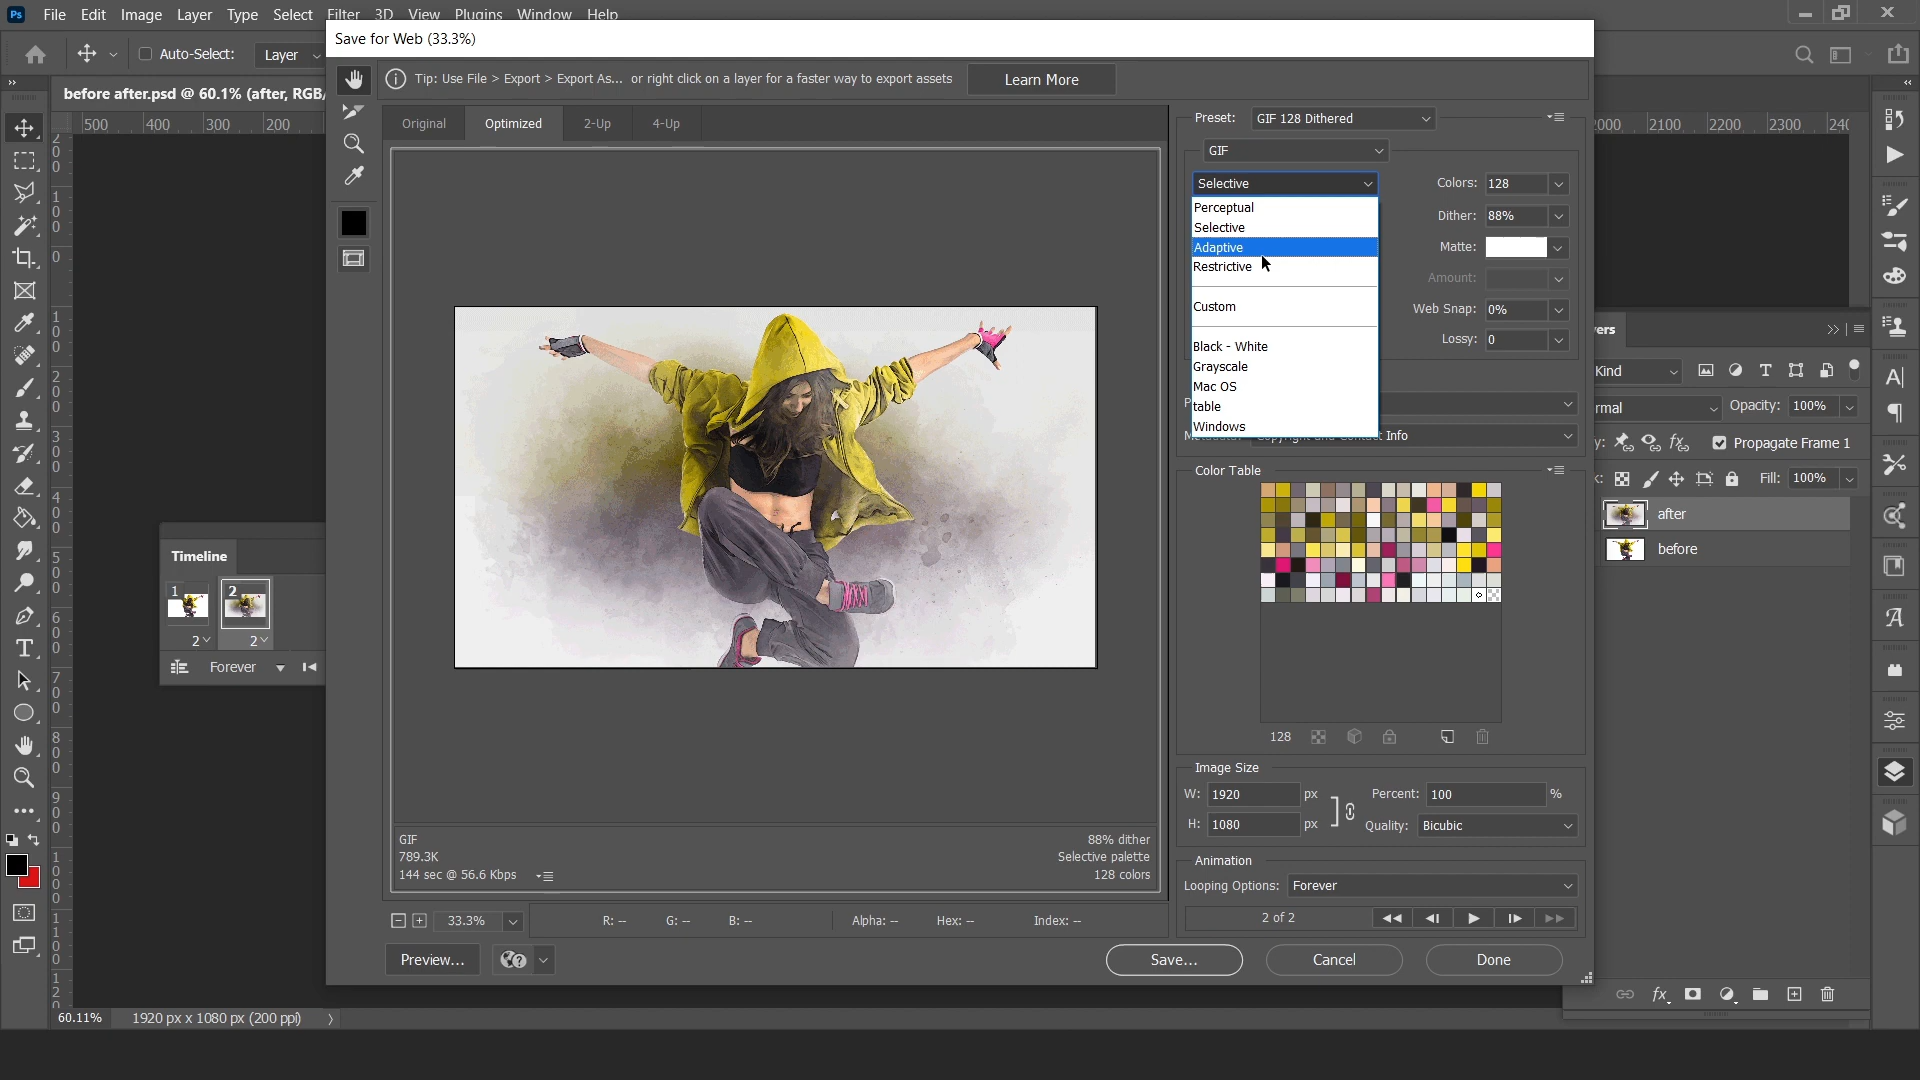 Ps File Edit Image Layer Type Select Filter 3D View Plugins Window Help
Save for Web (33.3%)
Auto-Select: Layer
Tip: Use File > Export > Export As... or right click on a layer for a faster way to export assets Learn More
before after.psd @ 60.1% (after, RGB/
500 400 300 200
2100 2200 2300
Original Optimized 2-Up 4-Up
Preset: GIF 128 Dithered
GIF
Selective
Colors: 128
Perceptual
Selective
Dither: 88%
Adaptive
Matte:
Restrictive
Amount:
Custom
Web Snap: 0%
Lossy: 0
Black - White
Grayscale
Mac OS
table
Windows
Copyright and Contact Info
Color Table
128
Image Size
W: 1920 px Percent: 100 %
H: 1080 px Quality: Bicubic
Animation
Looping Options: Forever
2 of 2
GIF
789.3K
144 sec @ 56.6 Kbps
88% dither
Selective palette
128 colors
33.3% R: -- G: -- B: -- Alpha: -- Hex: -- Index: --
Preview... Save... Cancel Done
Timeline
1 2
2 2
Forever
Kind
Opacity: 100%
Propagate Frame 1
Fill: 100%
after
before
60.11% 1920 px x 1080 px (200 ppi)